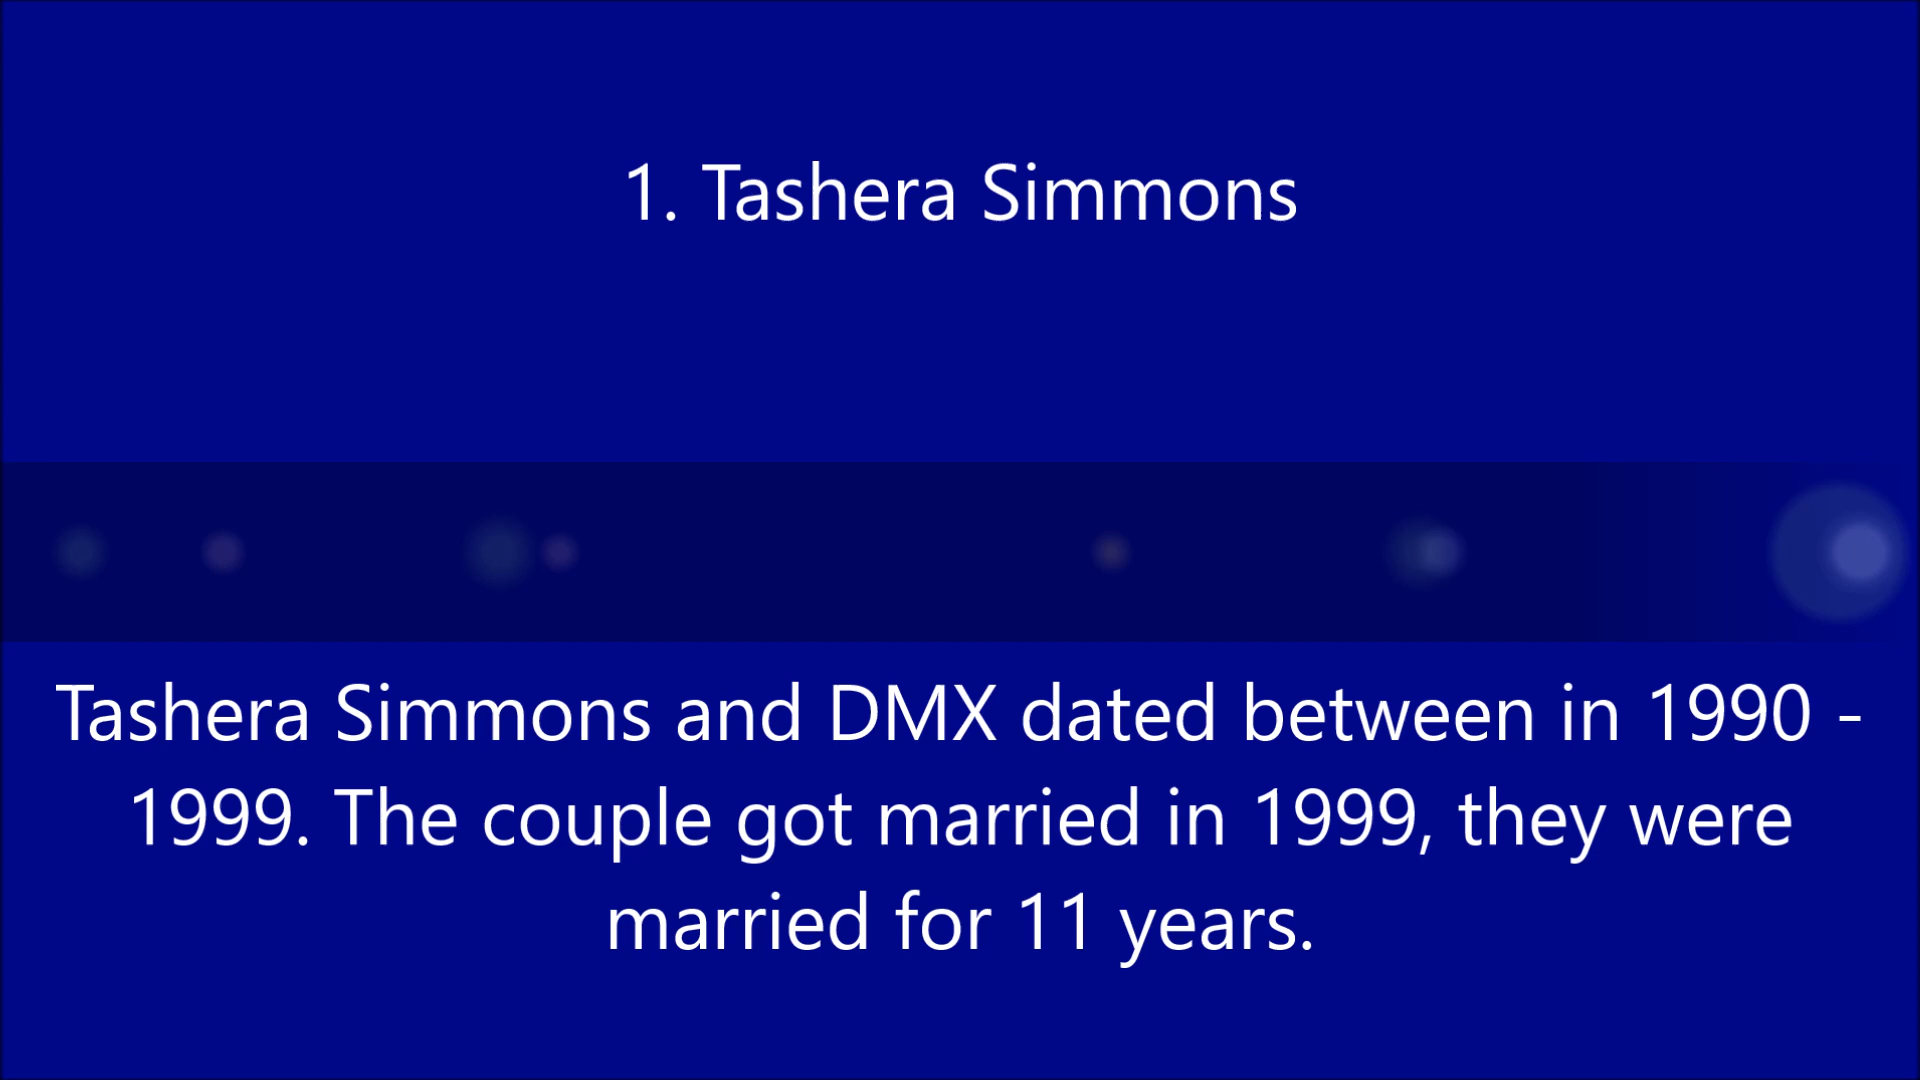 1. Tashera Simmons
Tashera Simmons and DMX dated between in 1990 -
1999. The couple got married in 1999, they were
married for 11 years.